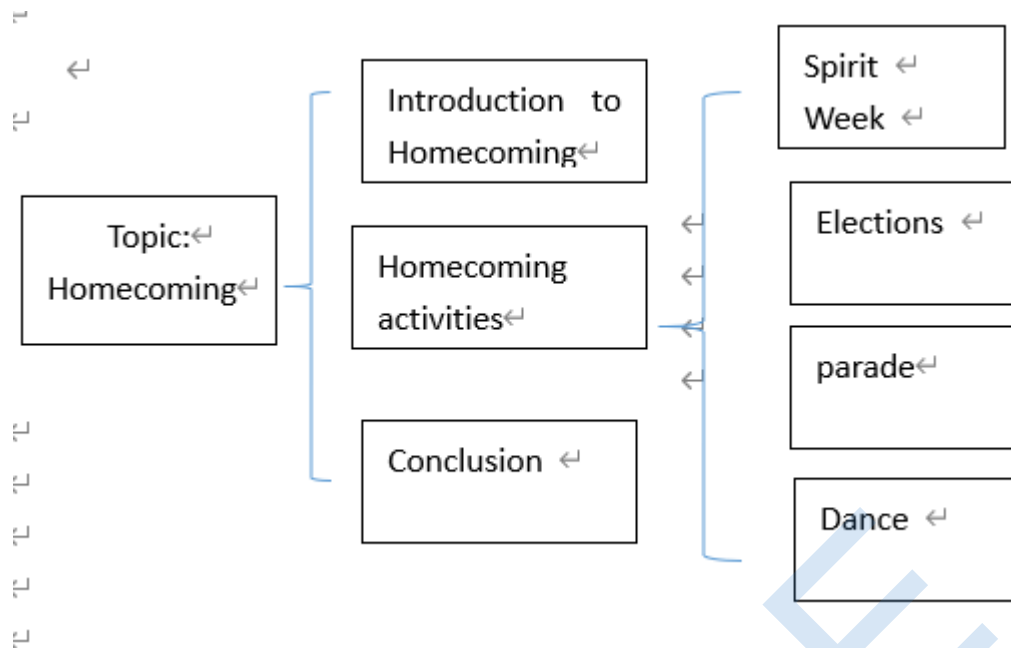 Topic:
Homecoming
Introduction to
Homecoming
Homecoming
activities
Conclusion
Spirit
Week
Elections
parade
Dance